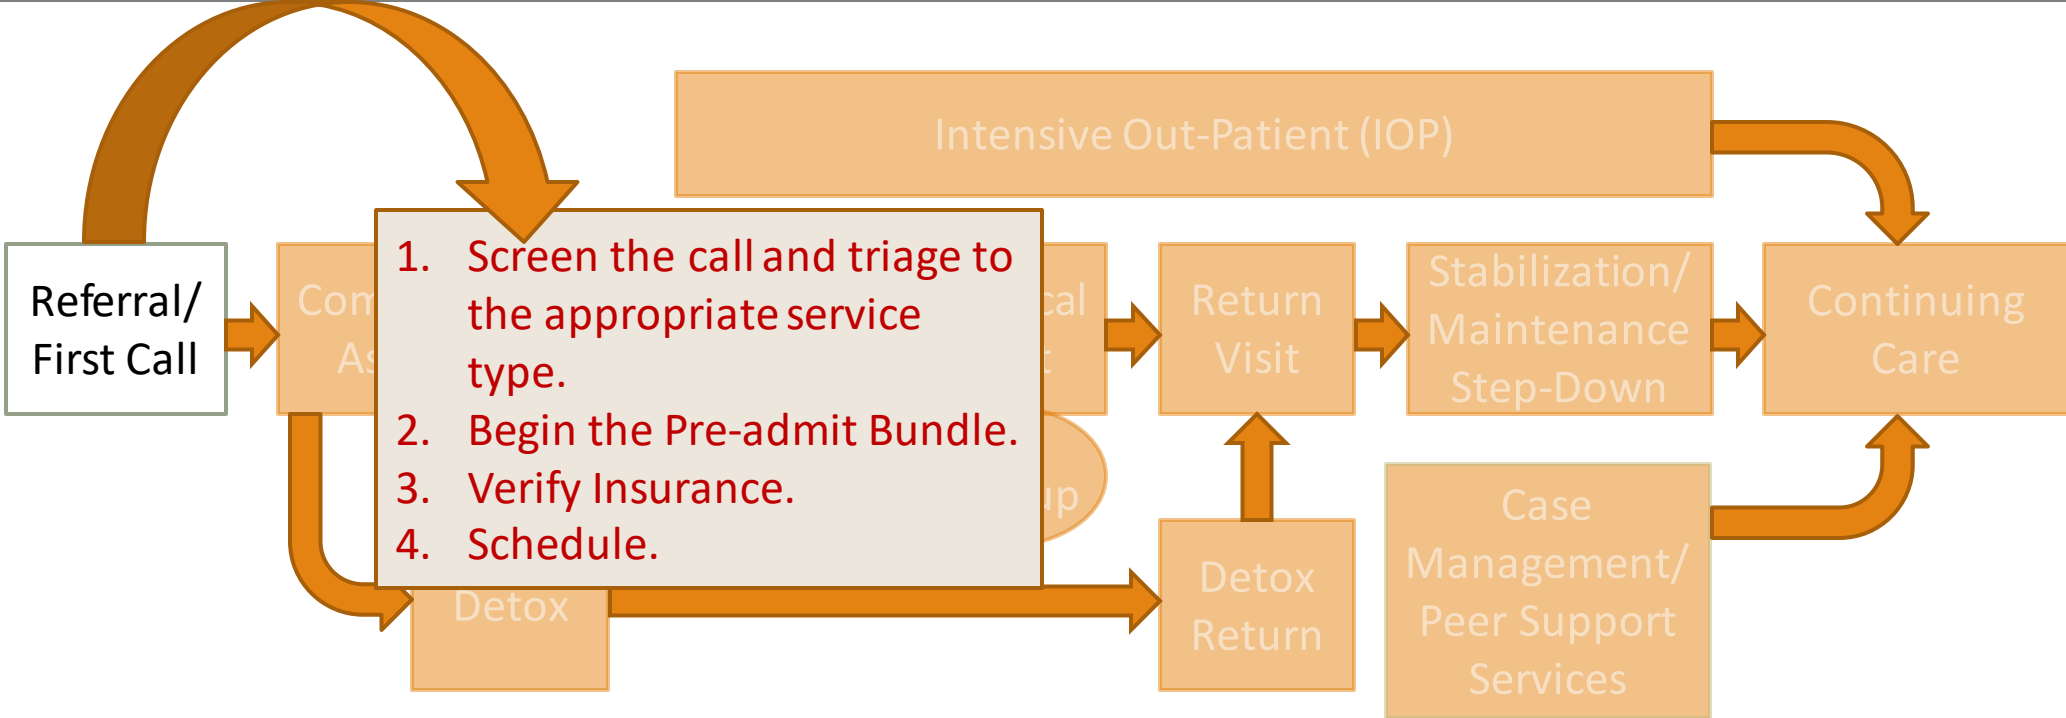 Intensive Out-Patient (IOP)
Referral/
First Call
1. Screen the call and triage to
the appropriate service
type.
2. Begin the Pre-admit Bundle.
3. Verify Insurance.
4. Schedule.
Return
Visit
Stabilization/
Maintenance
Step-Down
Continuing
Care
Detox
Detox
Return
Case
Management/
Peer Support
Services